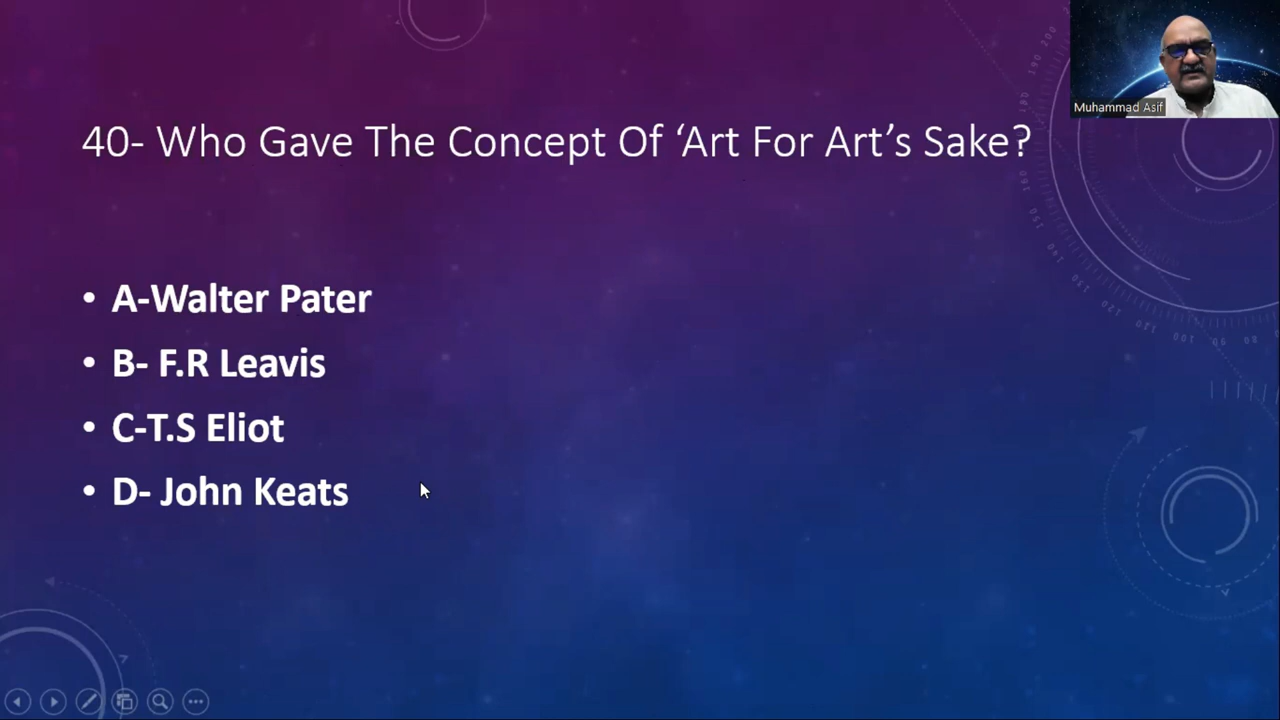 Muhammad Asif
40- Who Gave The Concept Of ‘Art For Art’s Sake?
• A-Walter Pater
• B- F.R Leavis
• C-T.S Eliot
• D- John Keats